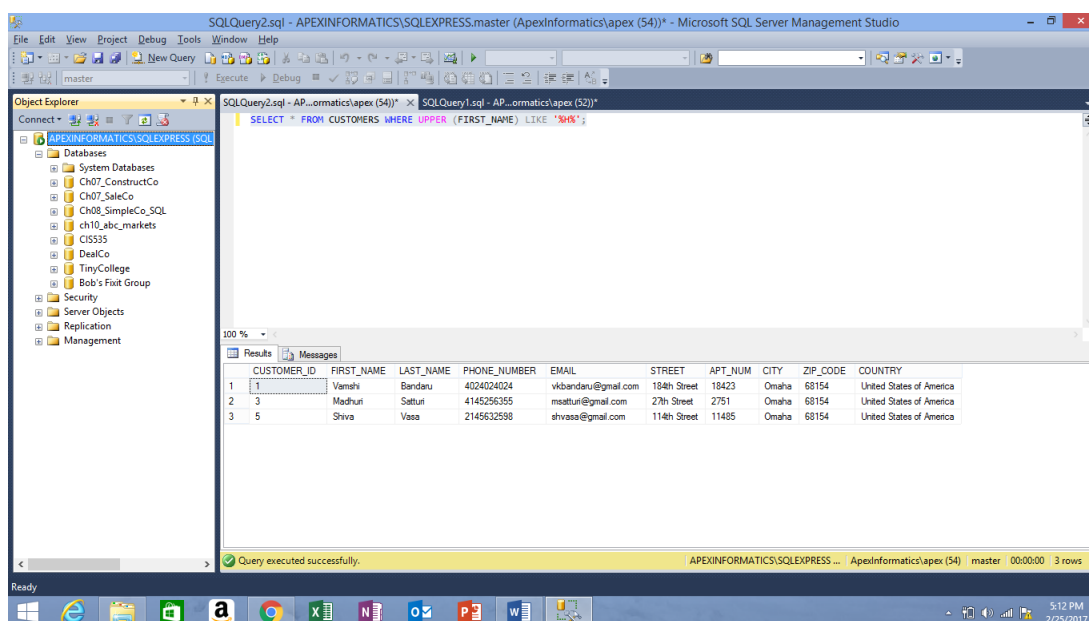 SQLQuery2.sql - APEXINFORMATICS\SQLEXPRESS.master (ApexInformatics\apex (54))* - Microsoft SQL Server Management Studio
File Edit View Project Debug Tools Window Help
New Query
master Execute Debug
Object Explorer
Connect
APEXINFORMATICS\SQLEXPRESS (SQL
Databases
System Databases
Ch07_ConstructCo
Ch07_SaleCo
Ch08_SimpleCo_SQL
ch10_abc_markets
CIS535
DealCo
TinyCollege
Bob's Fixit Group
Security
Server Objects
Replication
Management
SQLQuery2.sql - AP...ormatics\apex (54))* SQLQuery1.sql - AP...ormatics\apex (52))*
SELECT * FROM CUSTOMERS WHERE UPPER (FIRST_NAME) LIKE '%H%';
100 %
Results Messages
CUSTOMER_ID FIRST_NAME LAST_NAME PHONE_NUMBER EMAIL STREET APT_NUM CITY ZIP_CODE COUNTRY
1 1 Vamshi Bandaru 4024024024 vkbandaru@gmail.com 184th Street 18423 Omaha 68154 United States of America
2 3 Madhuri Satturi 4145256355 msatturi@gmail.com 27th Street 2751 Omaha 68154 United States of America
3 5 Shiva Vasa 2145632598 shvasa@gmail.com 114th Street 11485 Omaha 68154 United States of America
Query executed successfully. APEXINFORMATICS\SQLEXPRESS ... ApexInformatics\apex (54) master 00:00:00 3 rows
Ready
5:12 PM
2/25/2017